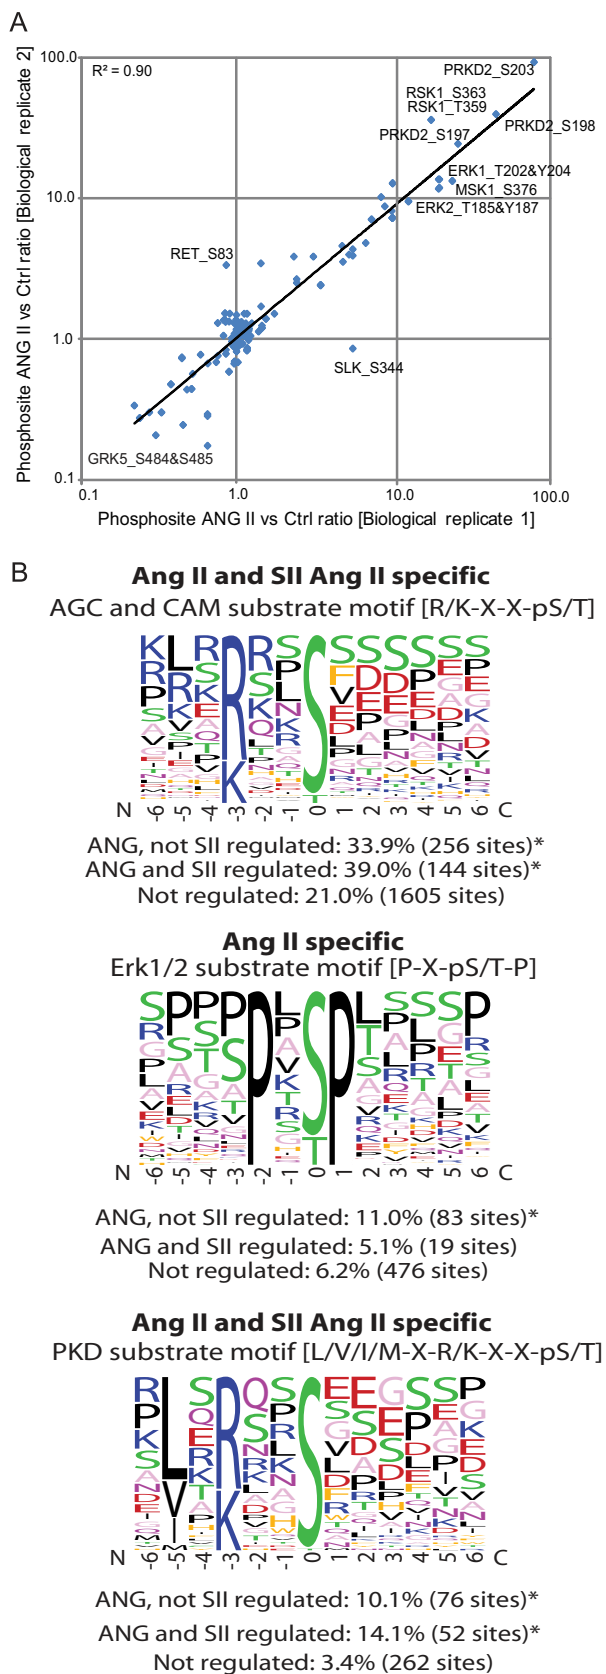 A
Phosphosite ANG II vs Ctrl ratio [Biological replicate 2]
100.0
10.0
1.0
0.1
R² = 0.90
PRKD2_S203
RSK1_S363
RSK1_T359
PRKD2_S198
PRKD2_S197
ERK1_T202&Y204
MSK1_S376
ERK2_T185&Y187
RET_S83
SLK_S344
GRK5_S484&S485
0.1 1.0 10.0 100.0
Phosphosite ANG II vs Ctrl ratio [Biological replicate 1]
B
Ang II and SII Ang II specific
AGC and CAM substrate motif [R/K-X-X-pS/T]
N -6 -5 -4 -3 -2 -1 0 1 2 3 4 5 6 C
ANG, not SII regulated: 33.9% (256 sites)*
ANG and SII regulated: 39.0% (144 sites)*
Not regulated: 21.0% (1605 sites)
Ang II specific
Erk1/2 substrate motif [P-X-pS/T-P]
N -6 -5 -4 -3 -2 -1 0 1 2 3 4 5 6 C
ANG, not SII regulated: 11.0% (83 sites)*
ANG and SII regulated: 5.1% (19 sites)
Not regulated: 6.2% (476 sites)
Ang II and SII Ang II specific
PKD substrate motif [L/V/I/M-X-R/K-X-X-pS/T]
N -6 -5 -4 -3 -2 -1 0 1 2 3 4 5 6 C
ANG, not SII regulated: 10.1% (76 sites)*
ANG and SII regulated: 14.1% (52 sites)*
Not regulated: 3.4% (262 sites)